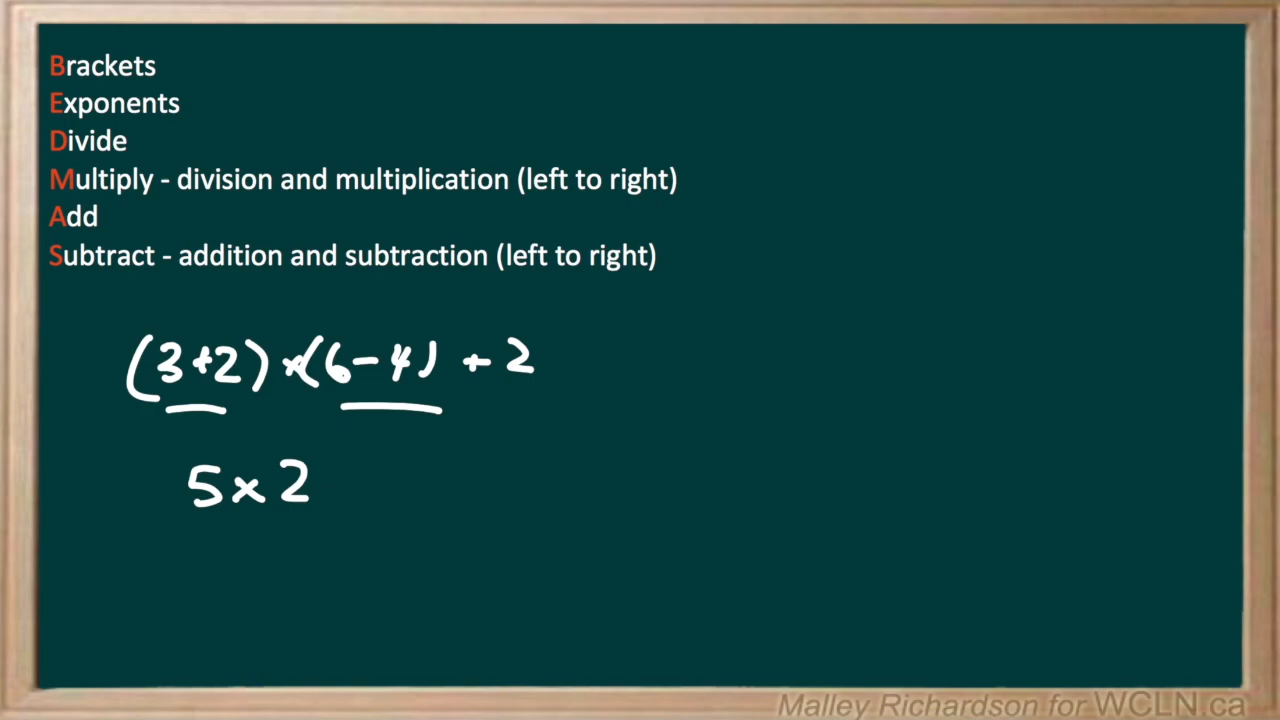 Brackets
Exponents
Divide
Multiply - division and multiplication (left to right)
Add
Subtract - addition and subtraction (left to right)
(3+2) × (6-4) + 2
5 × 2
Malley Richardson for WCLN.ca